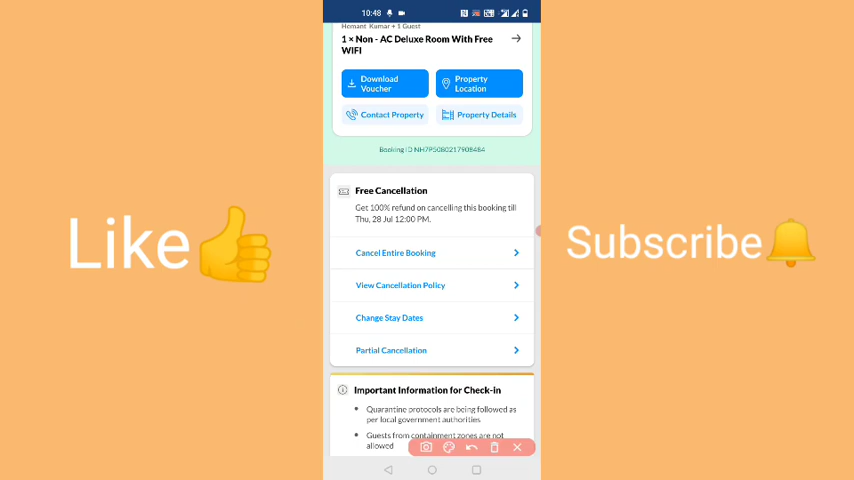 10:48
Homant Kumar + 1 Guest
1 × Non - AC Deluxe Room With Free
WIFI
Download
Voucher
Property
Location
Contact Property
Property Details
Booking ID NH7P5080217908484
Free Cancellation
Get 100% refund on cancelling this booking till
Thu, 28 Jul 12:00 PM.
Cancel Entire Booking
View Cancellation Policy
Change Stay Dates
Partial Cancellation
Important Information for Check-in
Quarantine protocols are being followed as
per local government authorities
Guests from containment zones are not
allowed
Like
Subscribe